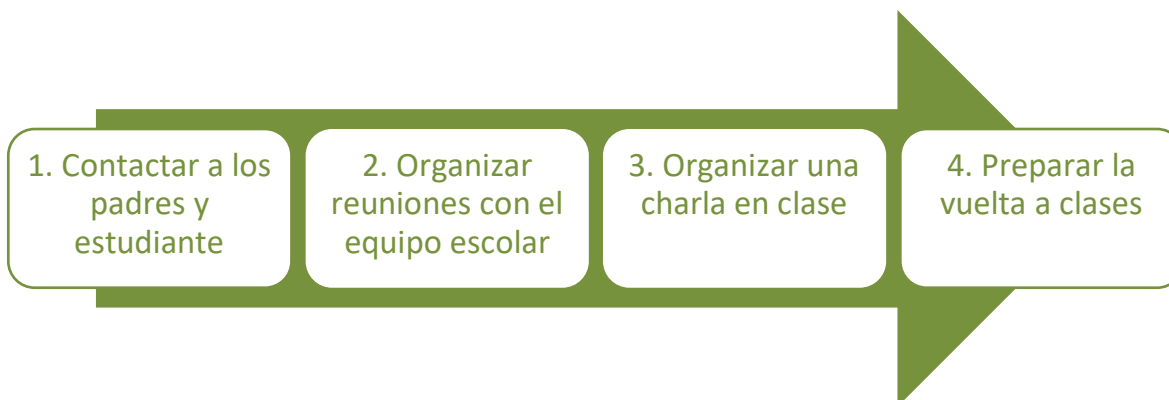 1. Contactar a los
padres y
estudiante
2. Organizar
reuniones con el
equipo escolar
3. Organizar una
charla en clase
4. Preparar la
vuelta a clases